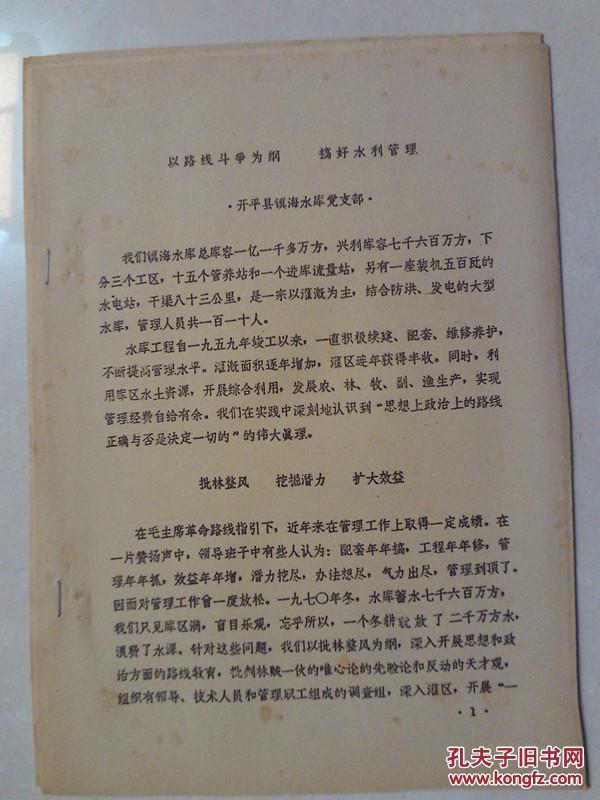 以路线斗爭为纲 搞好水利管理
·开平县镇海水库党支部·
我们镇海水库总库容一亿一千多万方，兴利库容七千六百万方，下
分三个工区，十五个管养站和一个进库流量站，另有一座装机五百瓩的
水电站，干渠八十三公里，是一宗以灌溉为主，结合防洪、发电的大型
水库，管理人员共一百一十人。
水库工程自一九五九年竣工以来，一直积极续建、配套、维修养护，
不断提高管理水平。灌溉面积逐年增加，灌区连年获得丰收。同时，利
用库区水土资源，开展综合利用，发展农、林、牧、副、渔生产，实现
管理经费自给有余。我们在实践中深刻地认识到“思想上政治上的路线
正确与否是决定一切的”的伟大眞理。
批林整风 挖掘潜力 扩大效益
在毛主席革命路线指引下，近年来在管理工作上取得一定成绩。在
一片赞扬声中，领导班子中有些人认为：配套年年搞，工程年年修，管
理年年抓，效益年年增，潜力挖尽，办法想尽，气力出尽，管理到顶了。
因而对管理工作曾一度放松。一九七〇年冬，水库蓄水七千六百万方，
我们只见库区满，盲目乐观，忘乎所以，一个冬耕就放了二千万方水，
浪费了水源。针对这些问题，我们以批林整风为纲，深入开展思想和政
治方面的路线教育，批判林贼一伙的唯心论的先验论和反动的天才观，
组织有领导、技术人员和管理职工组成的调查组，深入灌区，开展“一
·1·
孔夫子旧书网
www.kongfz.com